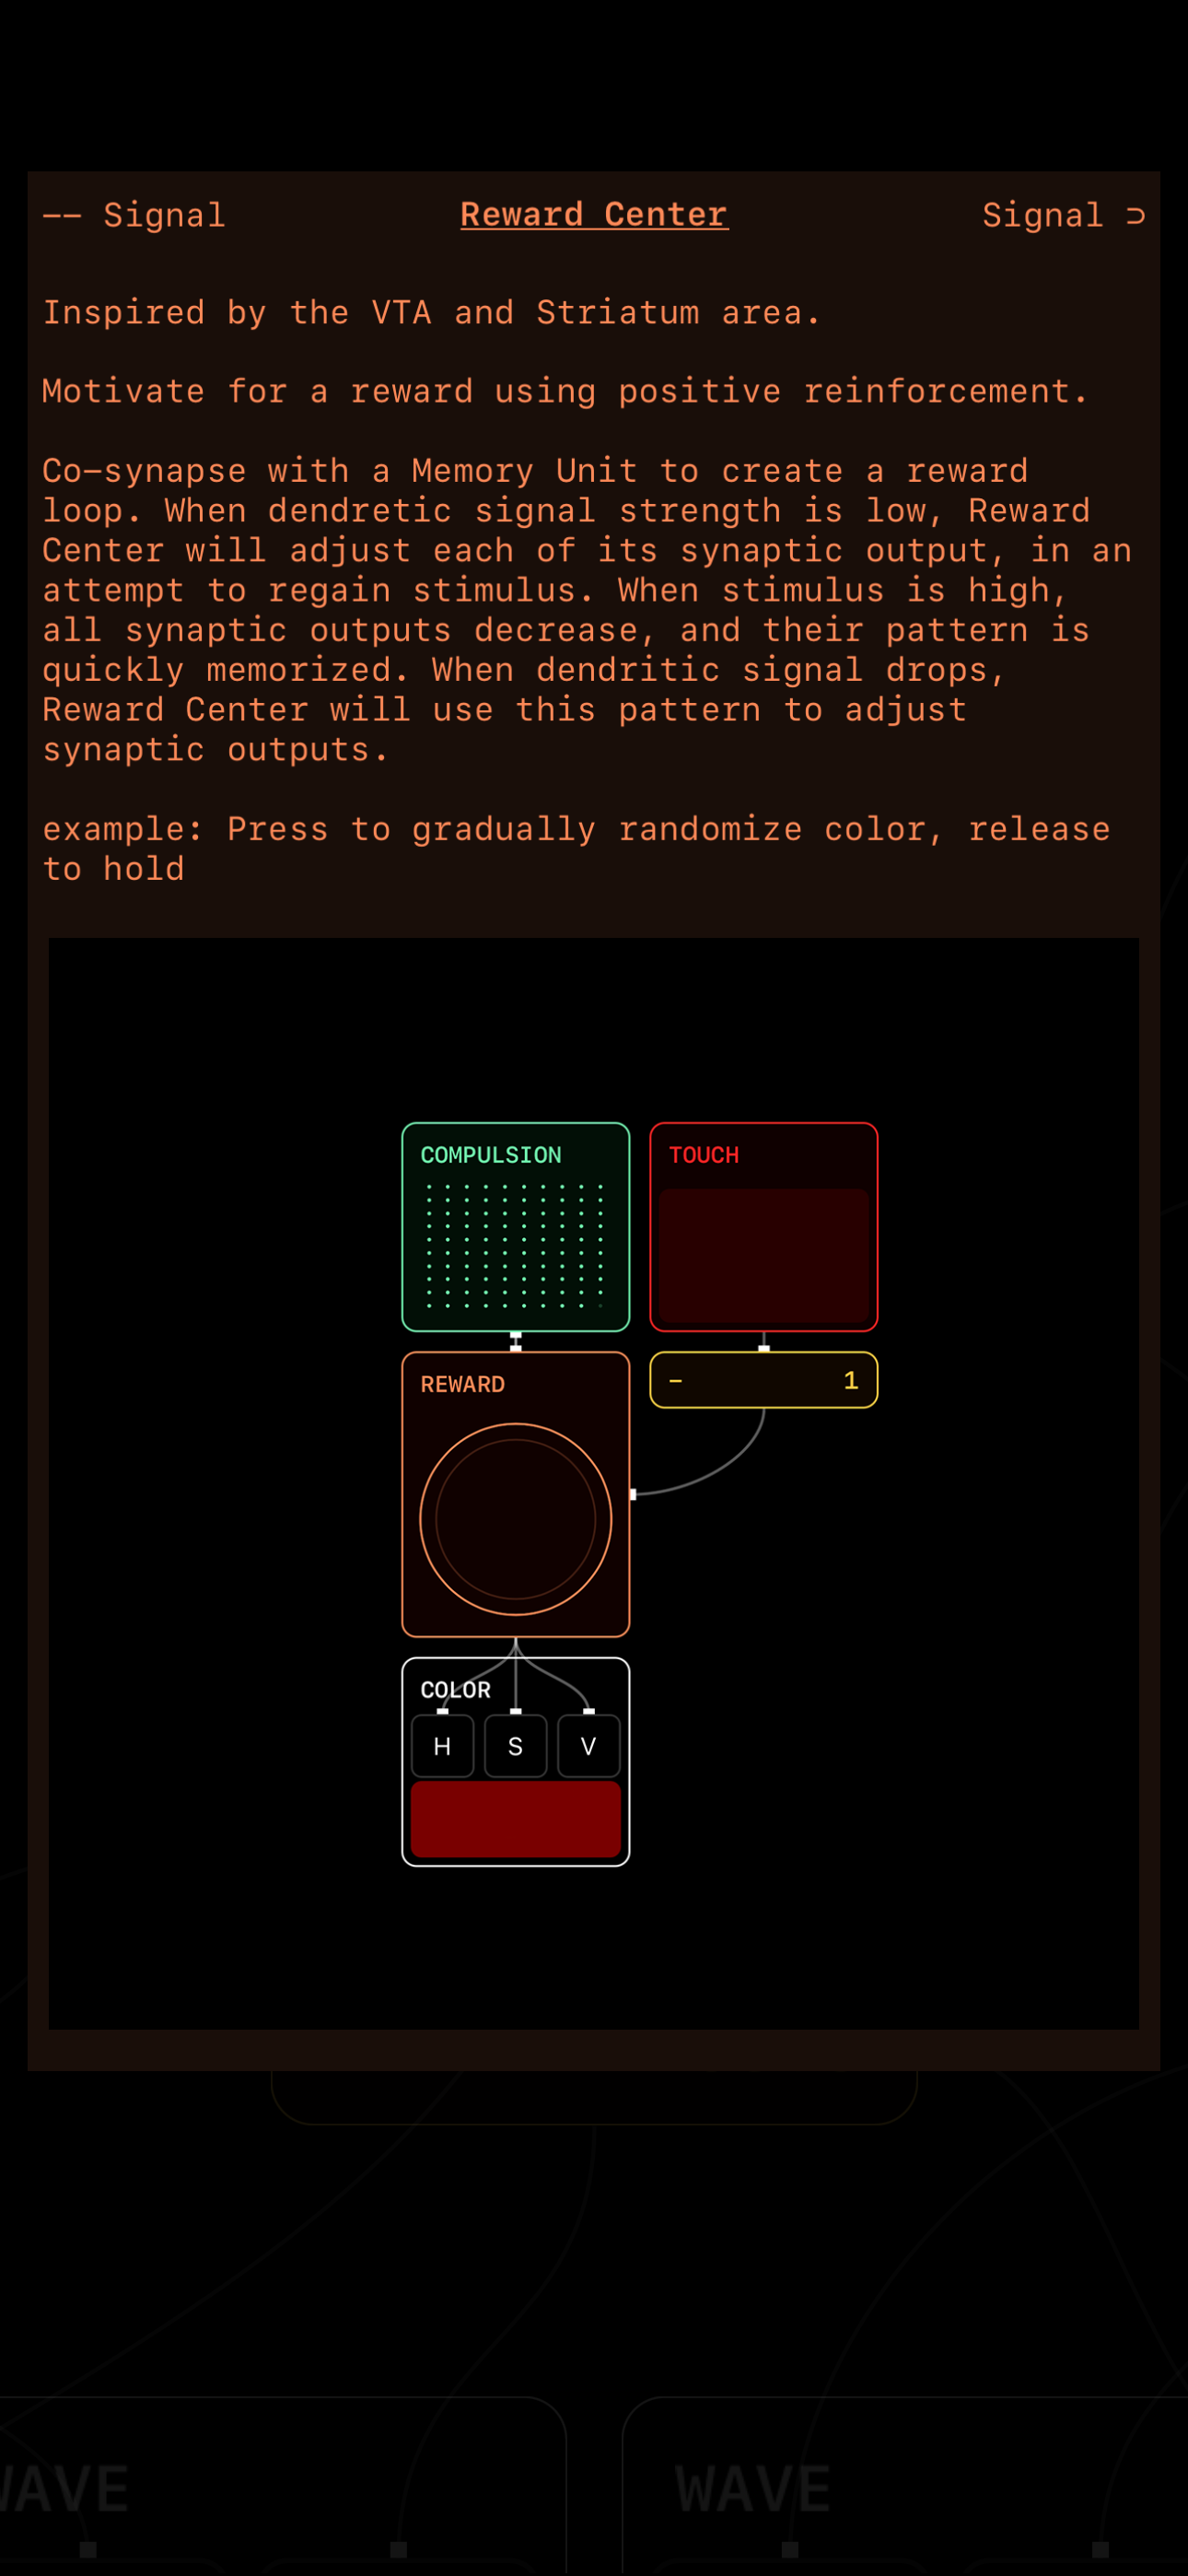 –– Signal Reward Center Signal ⊃
Inspired by the VTA and Striatum area.
Motivate for a reward using positive reinforcement.
Co–synapse with a Memory Unit to create a reward
loop. When dendretic signal strength is low, Reward
Center will adjust each of its synaptic output, in an
attempt to regain stimulus. When stimulus is high,
all synaptic outputs decrease, and their pattern is
quickly memorized. When dendritic signal drops,
Reward Center will use this pattern to adjust
synaptic outputs.
example: Press to gradually randomize color, release
to hold
COMPULSION TOUCH
REWARD – 1
COLOR
H S V
WAVE WAVE